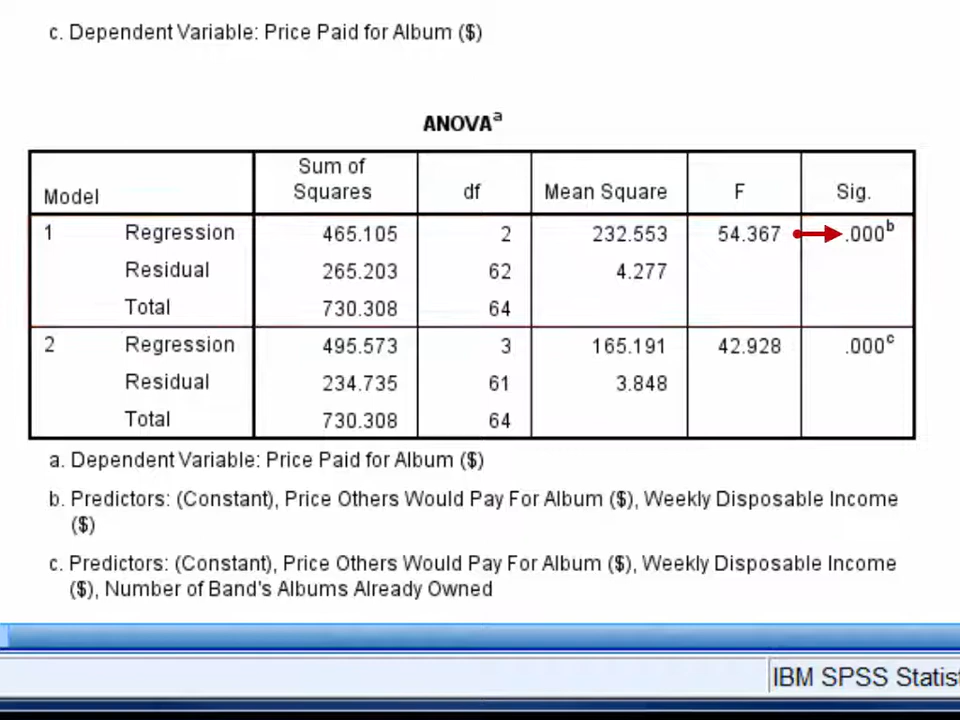 c. Dependent Variable: Price Paid for Album ($)
ANOVAa
Model Sum of Squares df Mean Square F Sig.
1 Regression 465.105 2 232.553 54.367 .000b
Residual 265.203 62 4.277
Total 730.308 64
2 Regression 495.573 3 165.191 42.928 .000c
Residual 234.735 61 3.848
Total 730.308 64
a. Dependent Variable: Price Paid for Album ($)
b. Predictors: (Constant), Price Others Would Pay For Album ($), Weekly Disposable Income
($)
c. Predictors: (Constant), Price Others Would Pay For Album ($), Weekly Disposable Income
($), Number of Band's Albums Already Owned
IBM SPSS Statist